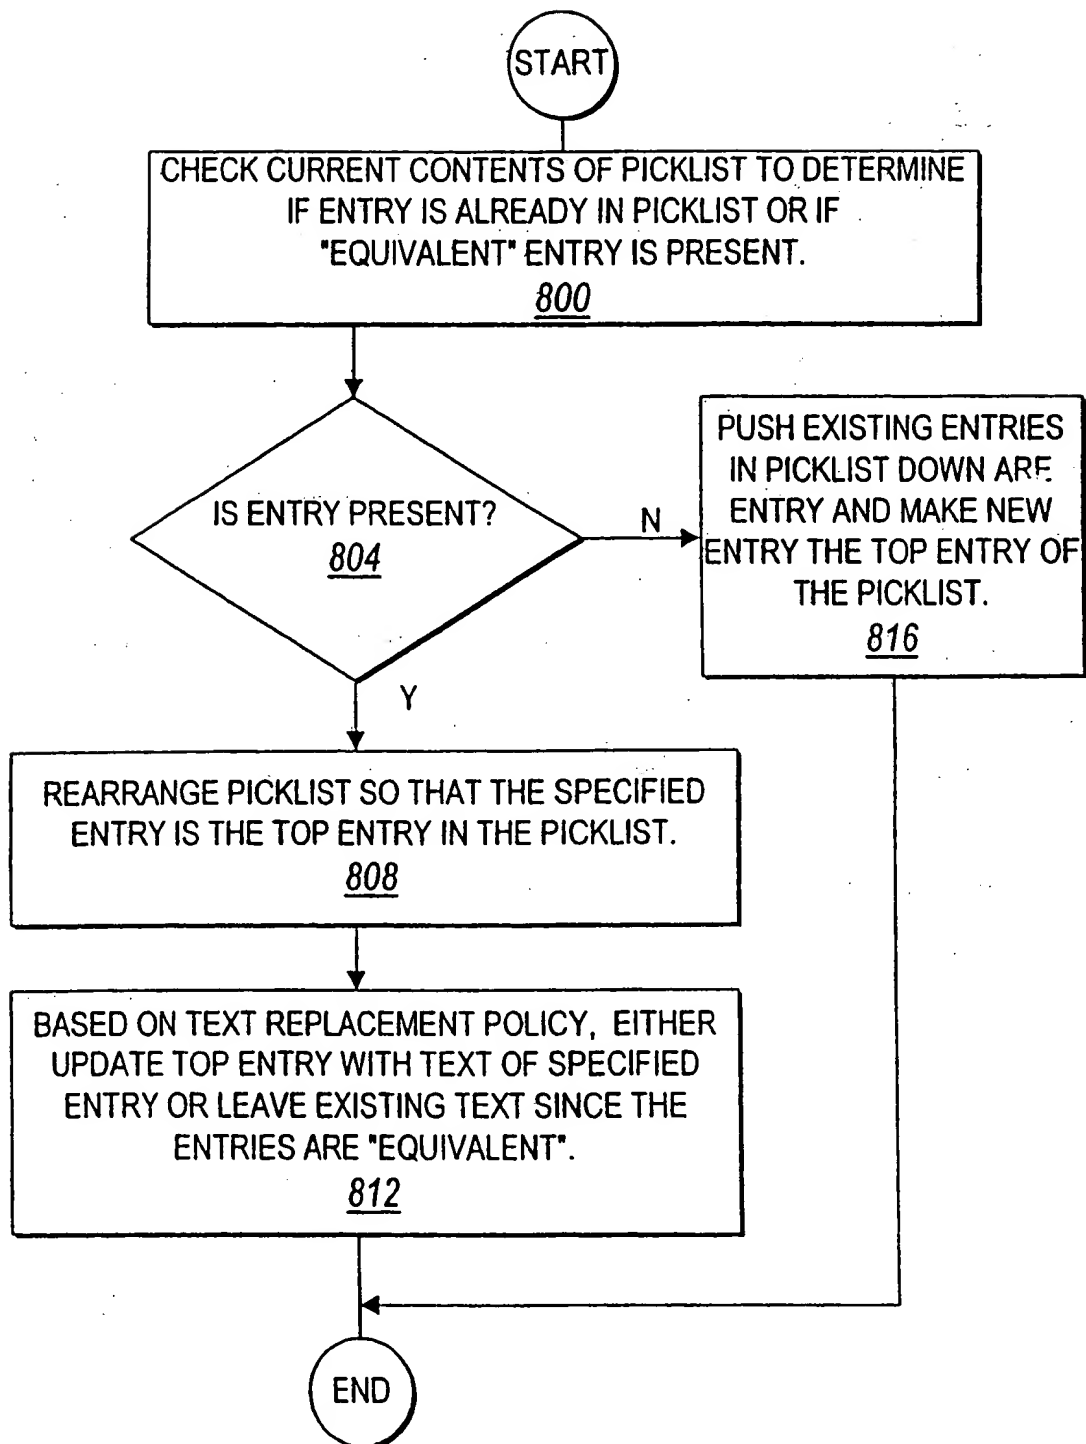 START
CHECK CURRENT CONTENTS OF PICKLIST TO DETERMINE
IF ENTRY IS ALREADY IN PICKLIST OR IF
"EQUIVALENT" ENTRY IS PRESENT.
800
IS ENTRY PRESENT?
804
N
PUSH EXISTING ENTRIES
IN PICKLIST DOWN ARE
ENTRY AND MAKE NEW
ENTRY THE TOP ENTRY OF
THE PICKLIST.
816
Y
REARRANGE PICKLIST SO THAT THE SPECIFIED
ENTRY IS THE TOP ENTRY IN THE PICKLIST.
808
BASED ON TEXT REPLACEMENT POLICY, EITHER
UPDATE TOP ENTRY WITH TEXT OF SPECIFIED
ENTRY OR LEAVE EXISTING TEXT SINCE THE
ENTRIES ARE "EQUIVALENT".
812
END